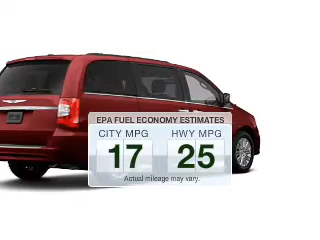 EPA FUEL ECONOMY ESTIMATES
CITY MPG HWY MPG
17 25
Actual mileage may vary.